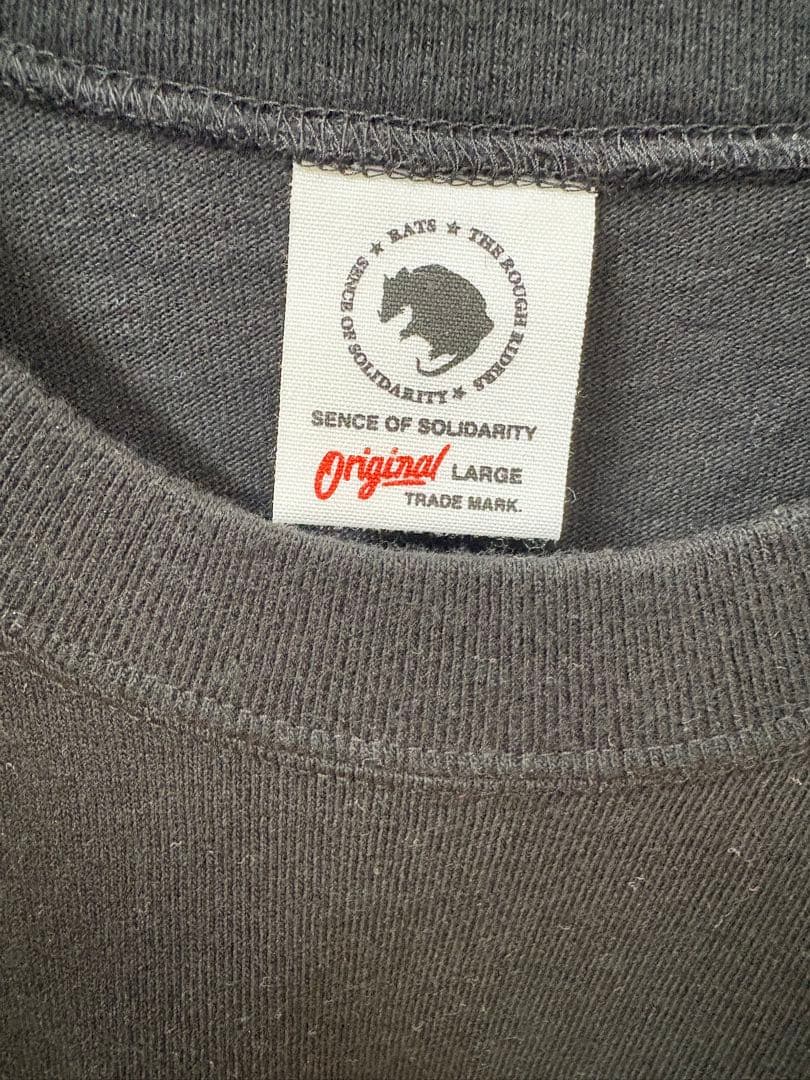 ★ RATS ★ THE ROUGH RIDERS ★ SENCE OF SOLIDARITY
SENCE OF SOLIDARITY
Original LARGE
TRADE MARK.